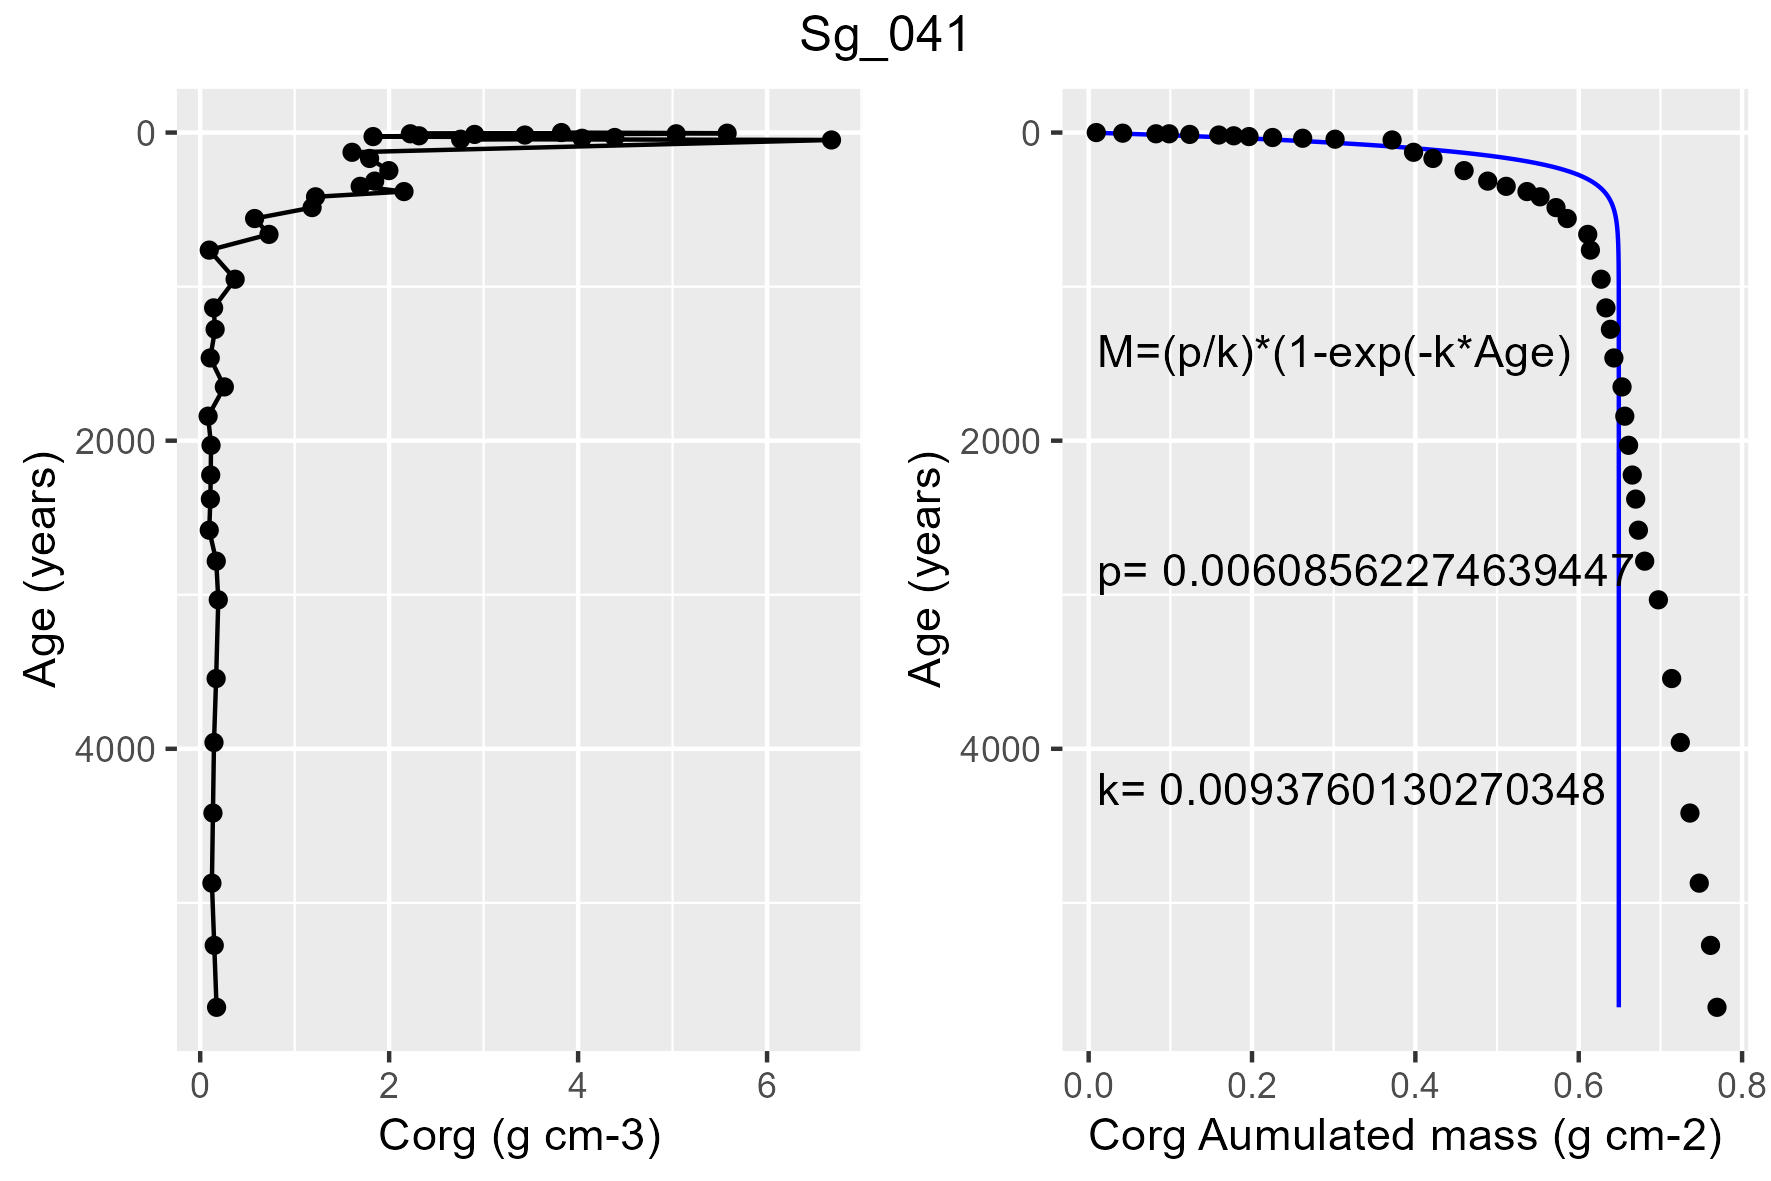 Sg_041
0
2000
4000
Age (years)
0 2 4 6
Corg (g cm-3)
0
2000
4000
Age (years)
M=(p/k)*(1-exp(-k*Age)
p= 0.00608562274639447
k= 0.0093760130270348
0.0 0.2 0.4 0.6 0.8
Corg Aumulated mass (g cm-2)